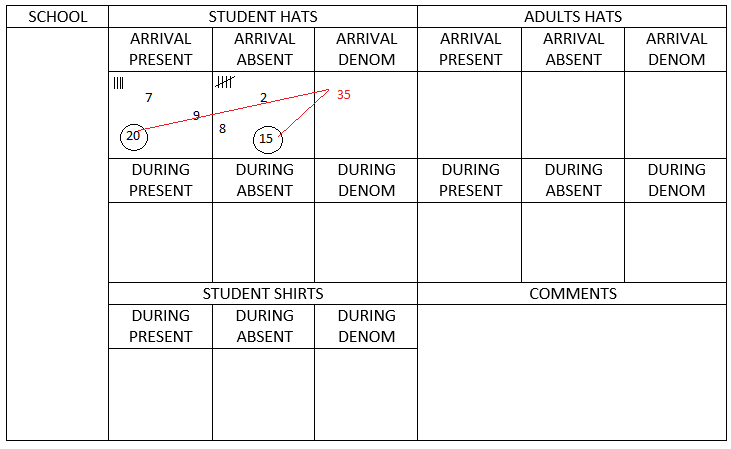 SCHOOL STUDENT HATS ADULTS HATS
ARRIVAL PRESENT ARRIVAL ABSENT ARRIVAL DENOM ARRIVAL PRESENT ARRIVAL ABSENT ARRIVAL DENOM
7 2 35
9
20 8 15
DURING PRESENT DURING ABSENT DURING DENOM DURING PRESENT DURING ABSENT DURING DENOM
STUDENT SHIRTS COMMENTS
DURING PRESENT DURING ABSENT DURING DENOM